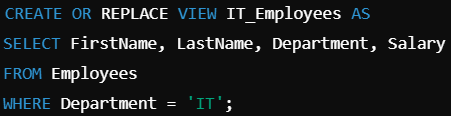 CREATE OR REPLACE VIEW IT_Employees AS
SELECT FirstName, LastName, Department, Salary
FROM Employees
WHERE Department = 'IT';